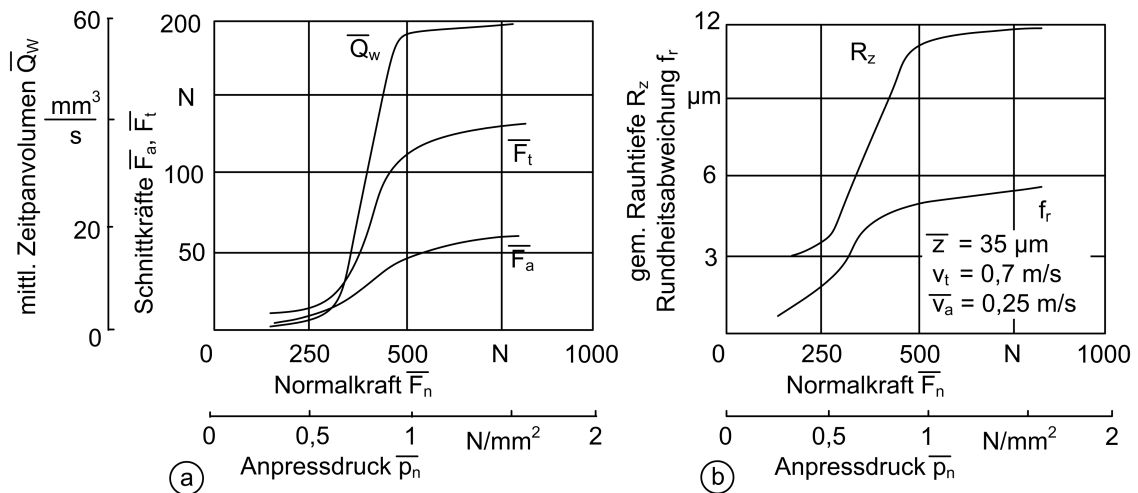 mittl. Zeitpanvolumen Q̅w
60
mm³
s
20
0
Schnittkräfte F̅a, F̅t
200
N
100
50
Q̅w
F̅t
F̅a
0 250 500 N 1000
Normalkraft F̅n
0 0,5 1 N/mm² 2
Anpressdruck p̅n
a
gem. Rauhtiefe Rz
Rundheitsabweichung fr
12
µm
6
3
Rz
fr
z̅ = 35 µm
vt = 0,7 m/s
v̅a = 0,25 m/s
0 250 500 N 1000
Normalkraft F̅n
0 0,5 1 N/mm² 2
Anpressdruck p̅n
b